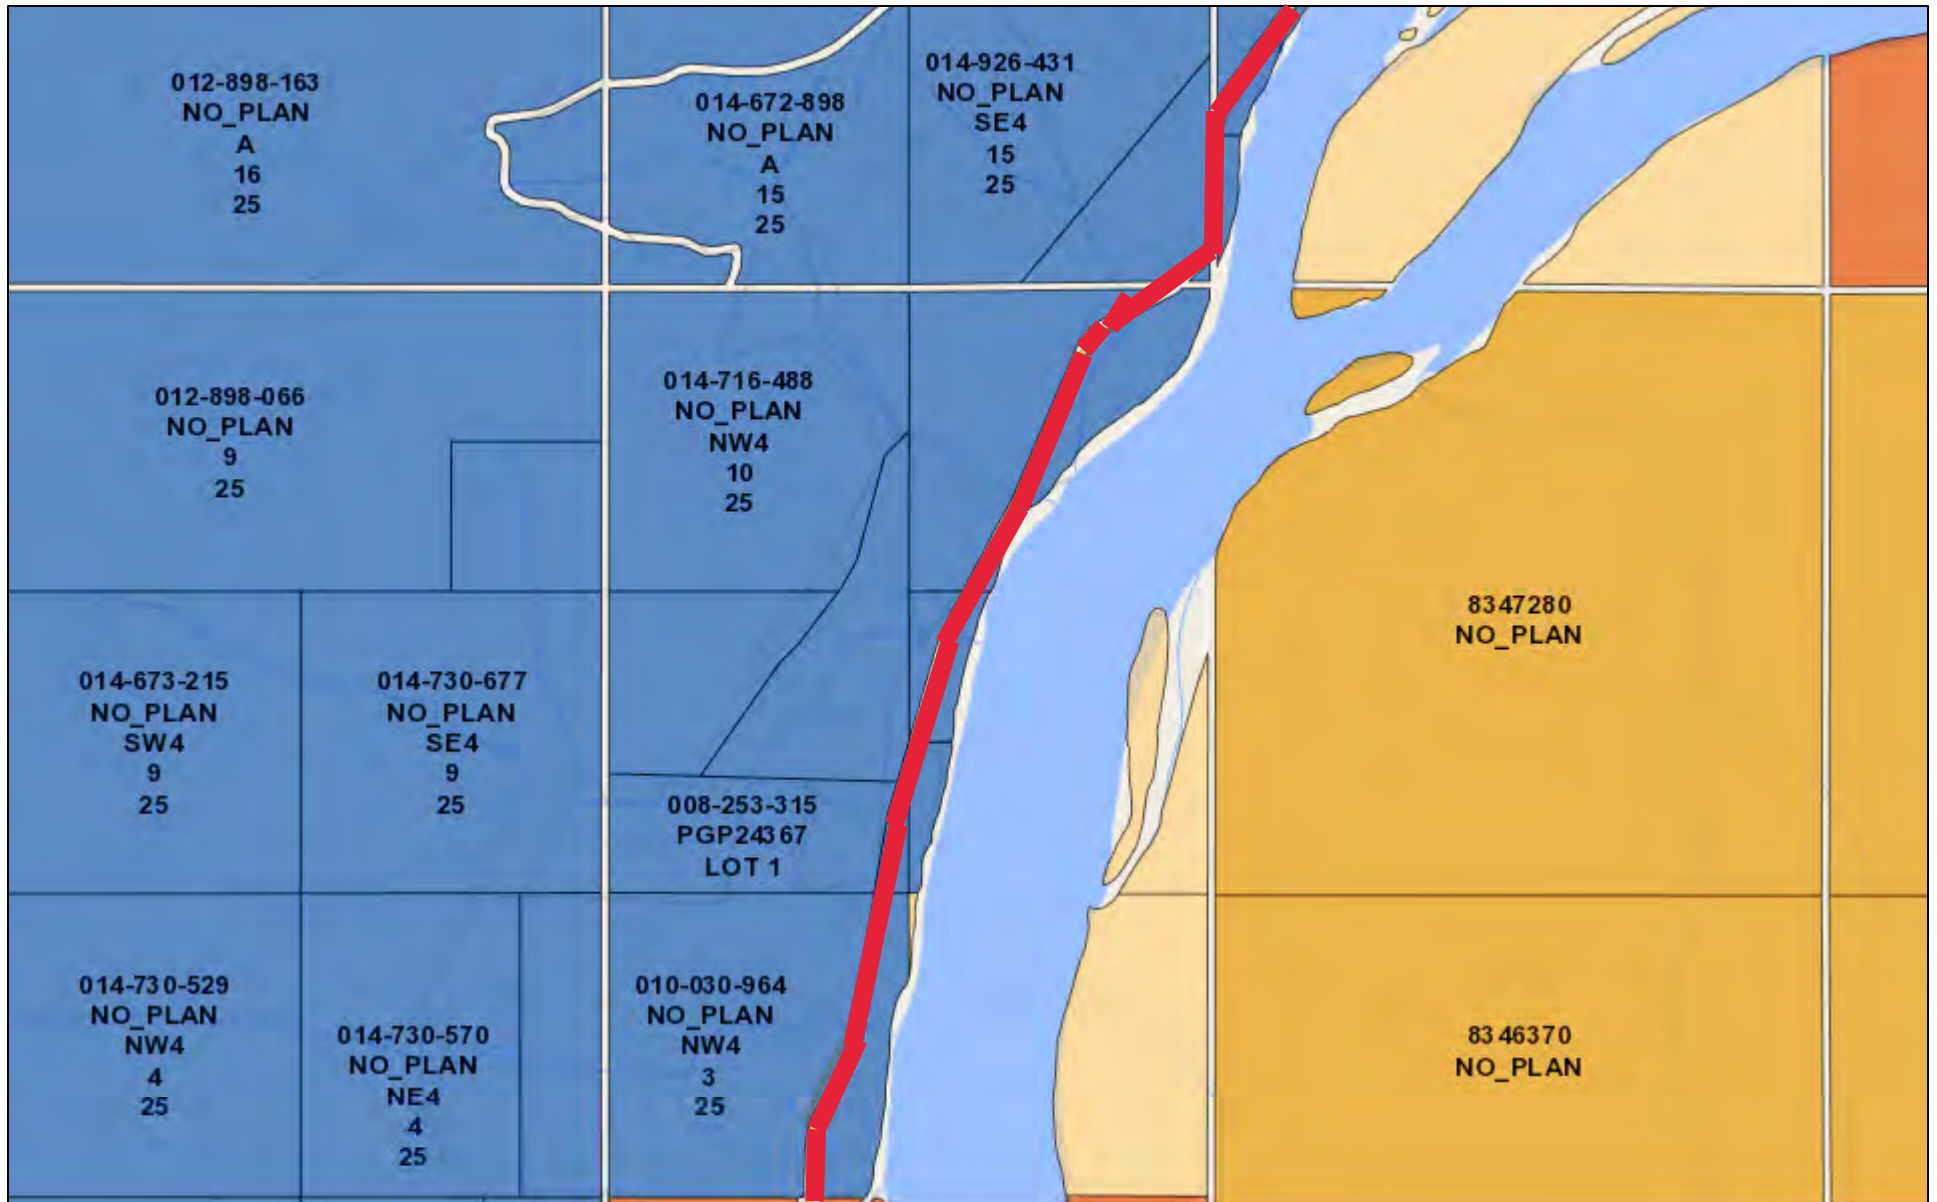 012-898-163
NO_PLAN
A
16
25
014-672-898
NO_PLAN
A
15
25
014-926-431
NO_PLAN
SE4
15
25
012-898-066
NO_PLAN
9
25
014-716-488
NO_PLAN
NW4
10
25
8347280
NO_PLAN
014-673-215
NO_PLAN
SW4
9
25
014-730-677
NO_PLAN
SE4
9
25
008-253-315
PGP24367
LOT 1
014-730-529
NO_PLAN
NW4
4
25
014-730-570
NO_PLAN
NE4
4
25
010-030-964
NO_PLAN
NW4
3
25
8346370
NO_PLAN